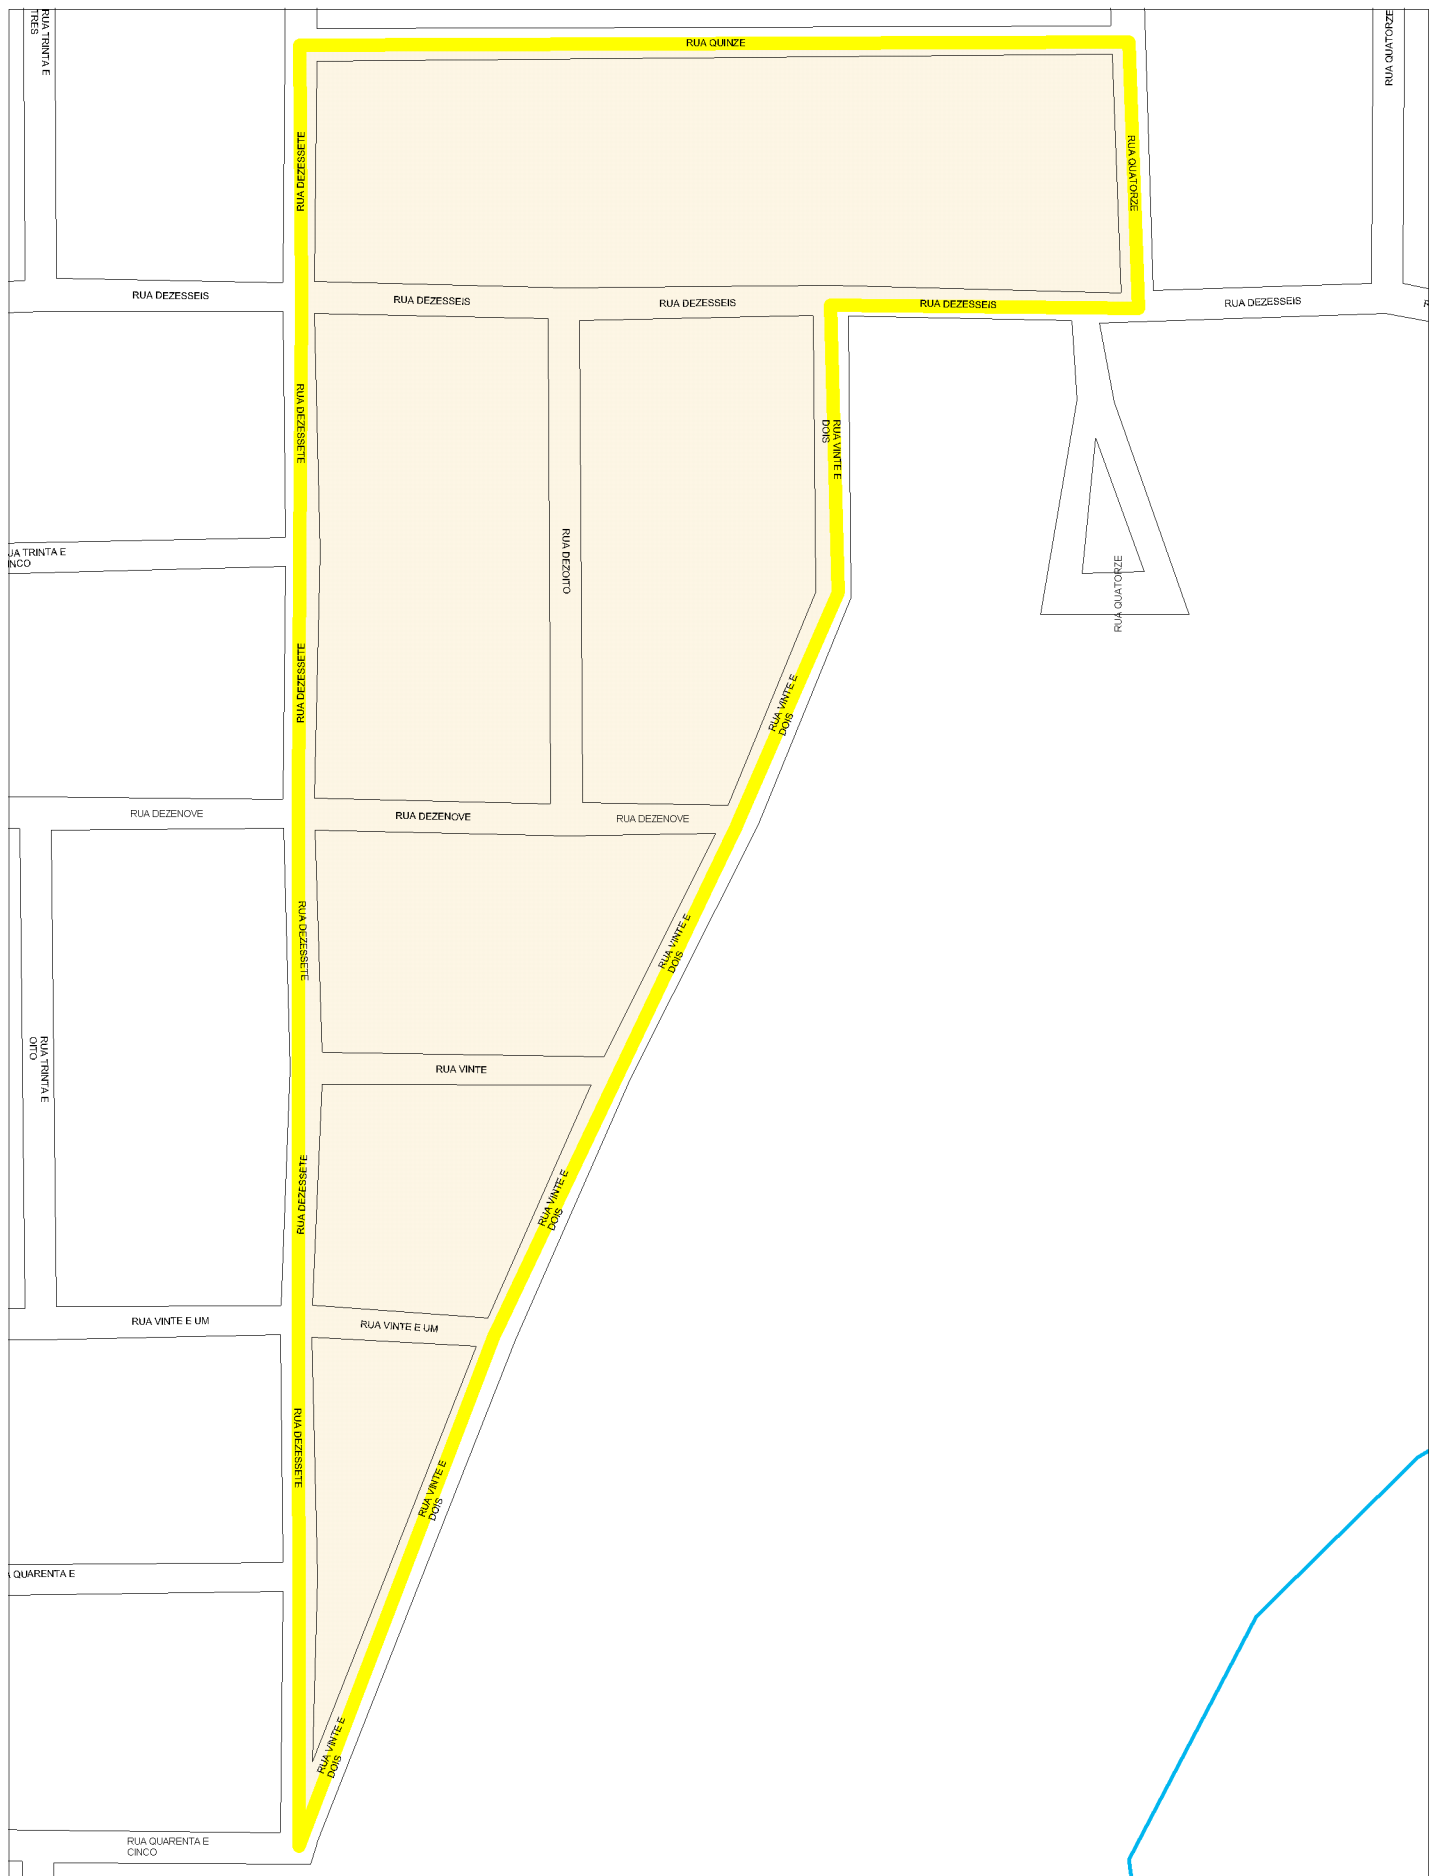 RUA TRINTA E
TRES
RUA QUINZE
RUA QUATORZE
RUA DEZESSETE
RUA QUATORZE
RUA DEZESSEIS
RUA DEZESSEIS
RUA DEZESSEIS
RUA DEZESSEIS
RUA DEZESSEIS
RUA DEZESSETE
RUA VINTE E
DOIS
RUA DEZOITO
UA TRINTA E
INCO
RUA QUATORZE
RUA DEZESSETE
RUA VINTE E
DOIS
RUA DEZENOVE
RUA DEZENOVE
RUA DEZENOVE
RUA DEZESSETE
RUA VINTE E
DOIS
RUA TRINTA E
OITO
RUA VINTE
RUA DEZESSETE
RUA VINTE E
DOIS
RUA VINTE E UM
RUA VINTE E UM
RUA DEZESSETE
RUA VINTE E
DOIS
QUARENTA E
RUA VINTE E
DOIS
RUA QUARENTA E
CINCO